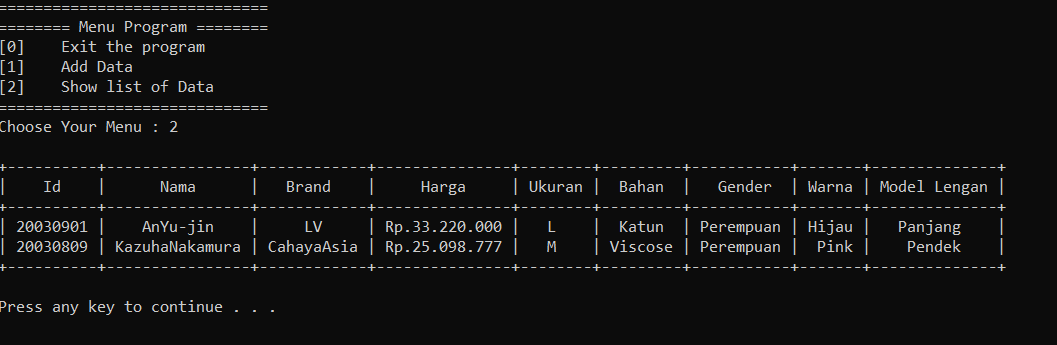 ==============================
======== Menu Program ========
[0]    Exit the program
[1]    Add Data
[2]    Show list of Data
==============================
Choose Your Menu : 2
+----------+----------------+------------+---------------+--------+---------+-----------+-------+--------------+
|    Id    |      Nama      |   Brand    |     Harga     | Ukuran |  Bahan  |   Gender  | Warna | Model Lengan |
+----------+----------------+------------+---------------+--------+---------+-----------+-------+--------------+
| 20030901 |    AnYu-jin    |     LV     | Rp.33.220.000 |   L    |  Katun  | Perempuan | Hijau |   Panjang    |
| 20030809 | KazuhaNakamura | CahayaAsia | Rp.25.098.777 |   M    | Viscose | Perempuan |  Pink |    Pendek    |
+----------+----------------+------------+---------------+--------+---------+-----------+-------+--------------+
Press any key to continue . . .